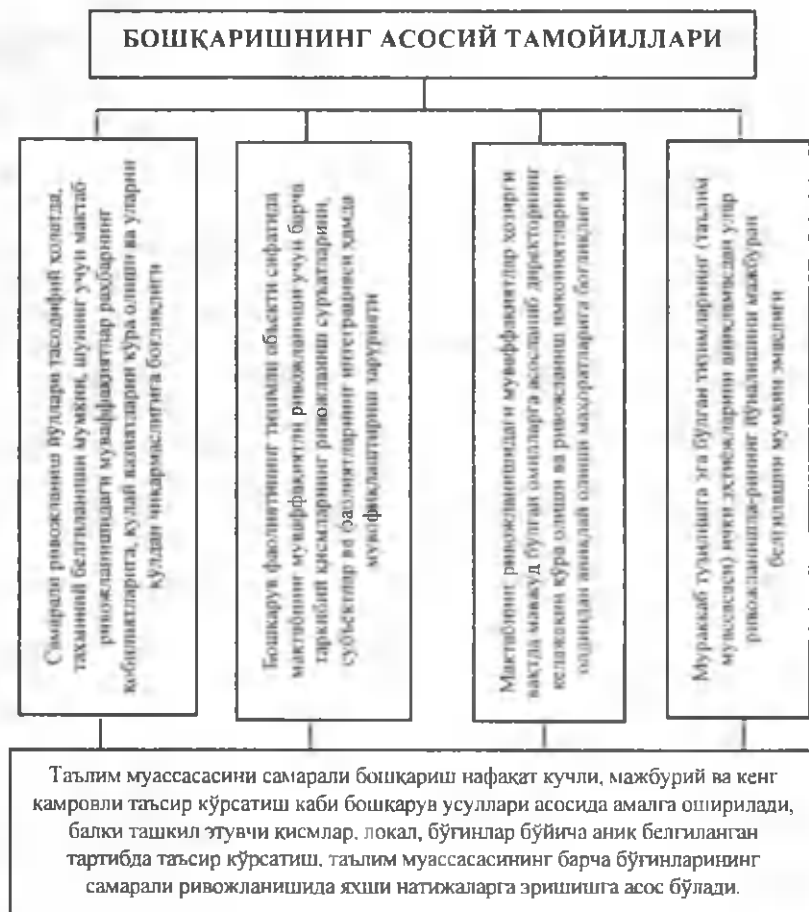 БОШҚАРИШНИНГ АСОСИЙ ТАМОЙИЛЛАРИ
Самарали ривожланиш йўллари тасодифий ҳолатда,
тахминий белгиланиши мумкин, шунинг учун мактаб
ривожланишидаги муваффақиятлар раҳбарнинг
қобилиятларига, қулай вазиятларни кўра олиши ва уларни
қўлдан чиқармаслигига боғлиқлиги
Бошқарув фаолиятининг тизимли объекти сифатида
мактабнинг муваффақиятли ривожланиши учун барча
таркибий қисмларнинг ривожланиш суръатларини,
субъектлар ва фаолиятларнинг интеграцияси ҳамда
мувофиқлаштириш зарурияти
Мактабнинг ривожланишидаги муваффақиятлар ҳозирги
вақтда мавжуд бўлган омилларга асосланиб директорнинг
келажакни кўра олиши ва ривожланиш имкониятларини
олдиндан аниқлай олиши маҳоратларига боғлиқлиги
Мураккаб тузилишга эга бўлган тизимларнинг (таълим
муассасаси) ички эҳтиёжларини аниқламасдан улар
ривожланишла-рининг йўналишини мажбуран
белгилаш мумкин эмаслиги
Таълим муассасасини самарали бошқариш нафақат кучли, мажбурий ва кенг
қамровли таъсир кўрсатиш каби бошқарув усуллари асосида амалга оширилади,
балки ташкил этувчи қисмлар, локал, бўғинлар бўйича аниқ белгиланган
тартибда таъсир кўрсатиш, таълим муассасасининг барча бўғинларининг
самарали ривожланишида яхши натижаларга эришишга асос бўлади.